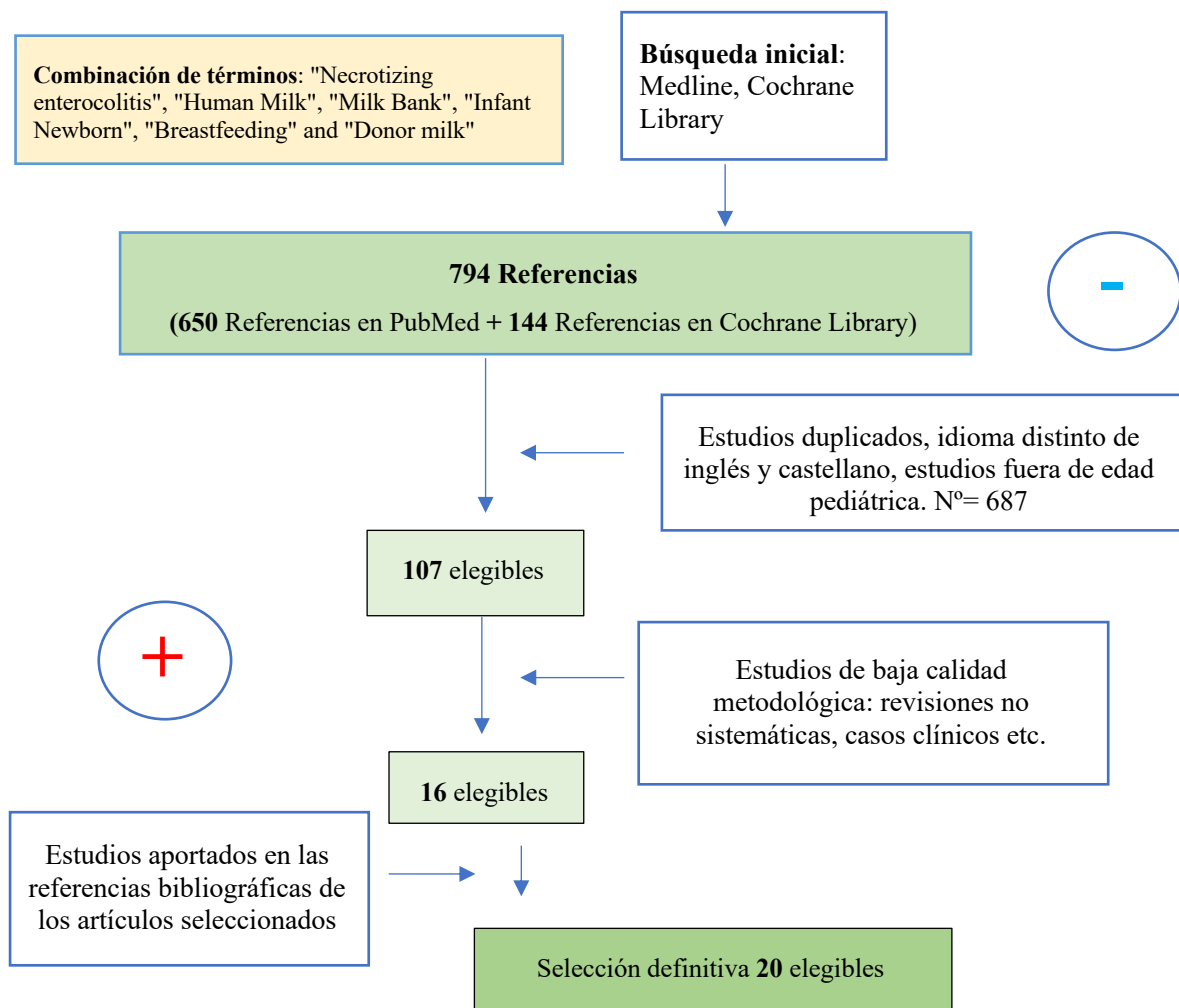 Combinación de términos: "Necrotizing
enterocolitis", "Human Milk", "Milk Bank", "Infant
Newborn", "Breastfeeding" and "Donor milk"
Búsqueda inicial:
Medline, Cochrane
Library
794 Referencias
(650 Referencias en PubMed + 144 Referencias en Cochrane Library)
-
Estudios duplicados, idioma distinto de
inglés y castellano, estudios fuera de edad
pediátrica. Nº= 687
107 elegibles
+
Estudios de baja calidad
metodológica: revisiones no
sistemáticas, casos clínicos etc.
16 elegibles
Estudios aportados en las
referencias bibliográficas de
los artículos seleccionados
Selección definitiva 20 elegibles